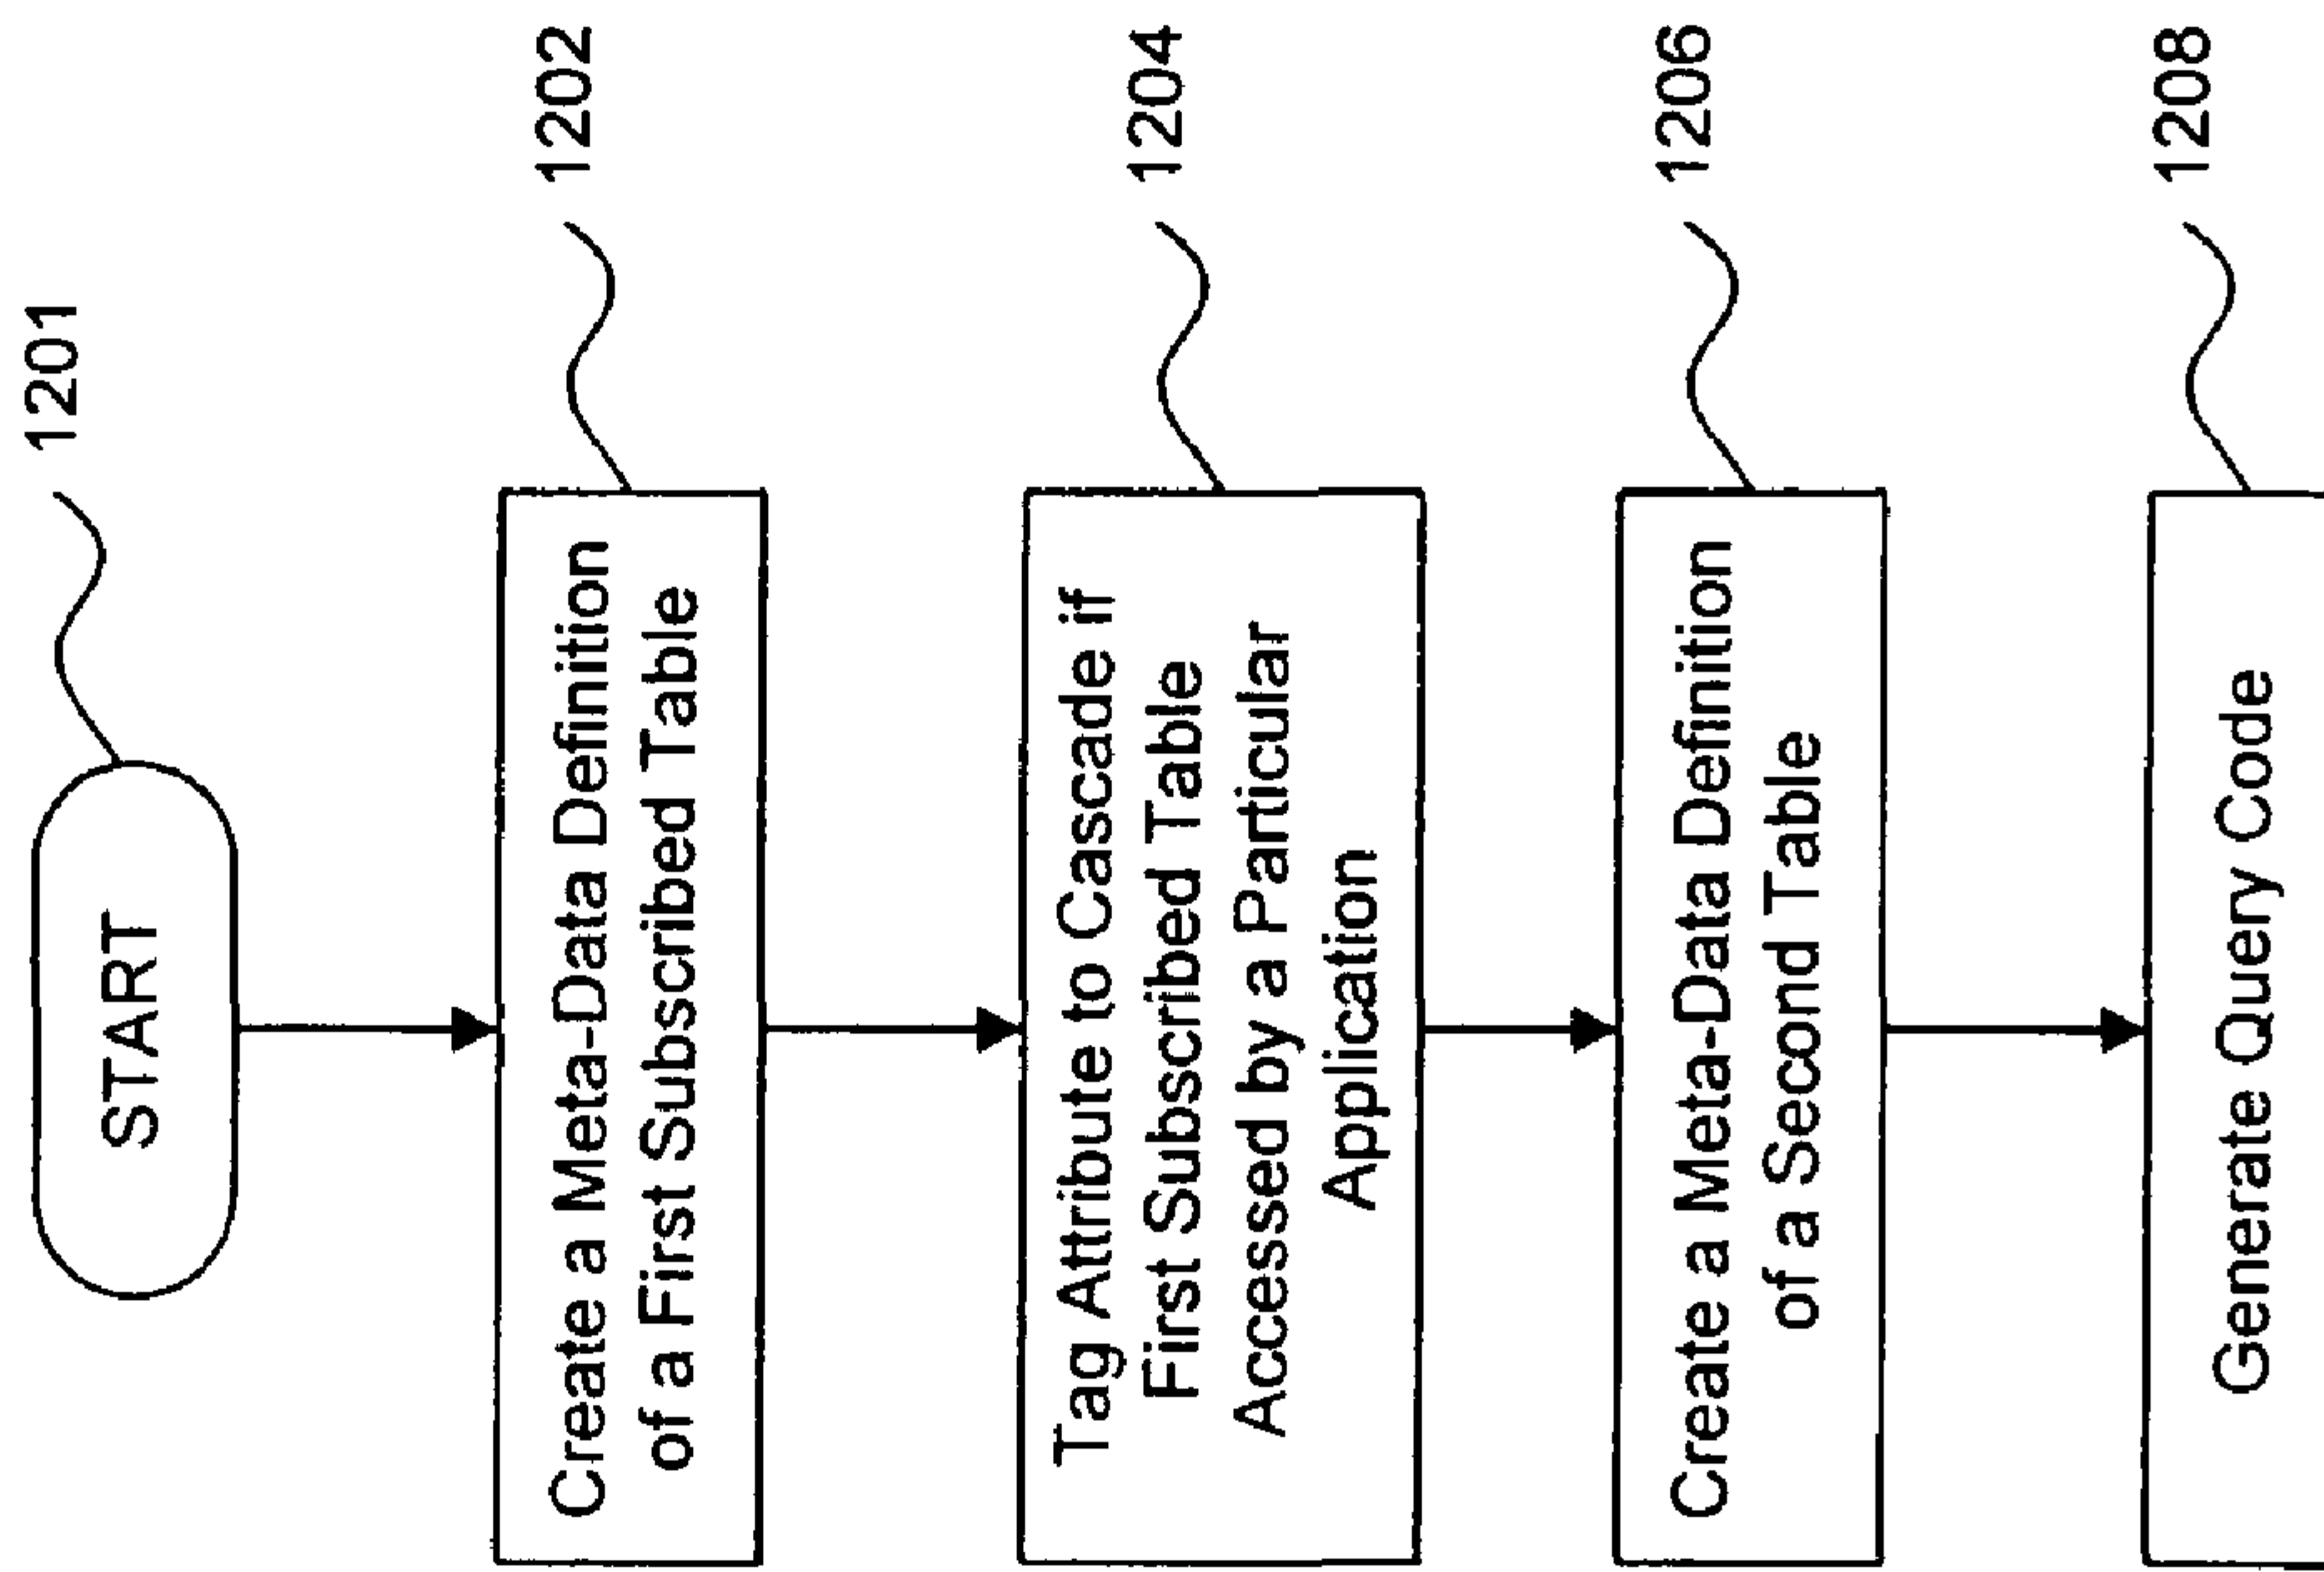 START
1201
Create a Meta-Data Definition
of a First Subscribed Table
1202
Tag Attribute to Cascade if
First Subscribed Table
Accessed by a Particular
Application
1204
Create a Meta-Data Definition
of a Second Table
1206
Generate Query Code
1208